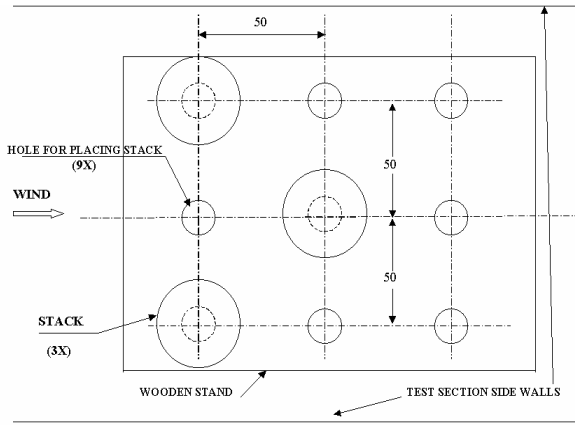 50
HOLE FOR PLACING STACK
(9X)
50
WIND
50
STACK
(3X)
WOODEN STAND
TEST SECTION SIDE WALLS